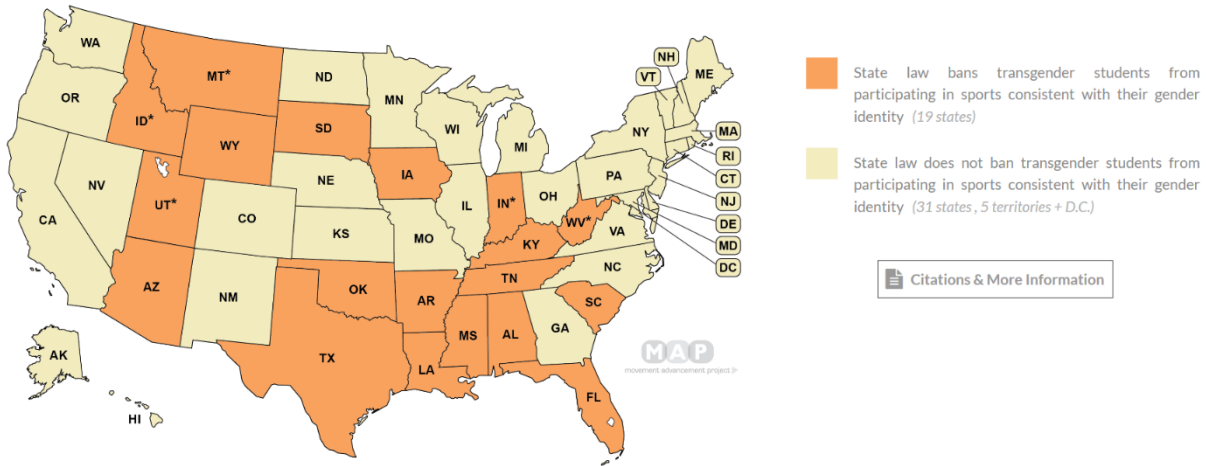 WA
OR
CA
NV
ID*
MT*
WY
UT*
AZ
CO
NM
ND
SD
NE
KS
OK
TX
MN
IA
MO
AR
LA
WI
IL
MI
IN*
OH
KY
TN
MS
AL
GA
FL
SC
NC
VA
WV*
PA
NY
VT
NH
ME
MA
RI
CT
NJ
DE
MD
DC
AK
HI
MAP
movement advancement project
State law bans transgender students from
participating in sports consistent with their gender
identity (19 states)
State law does not ban transgender students from
participating in sports consistent with their gender
identity (31 states , 5 territories + D.C.)
Citations & More Information